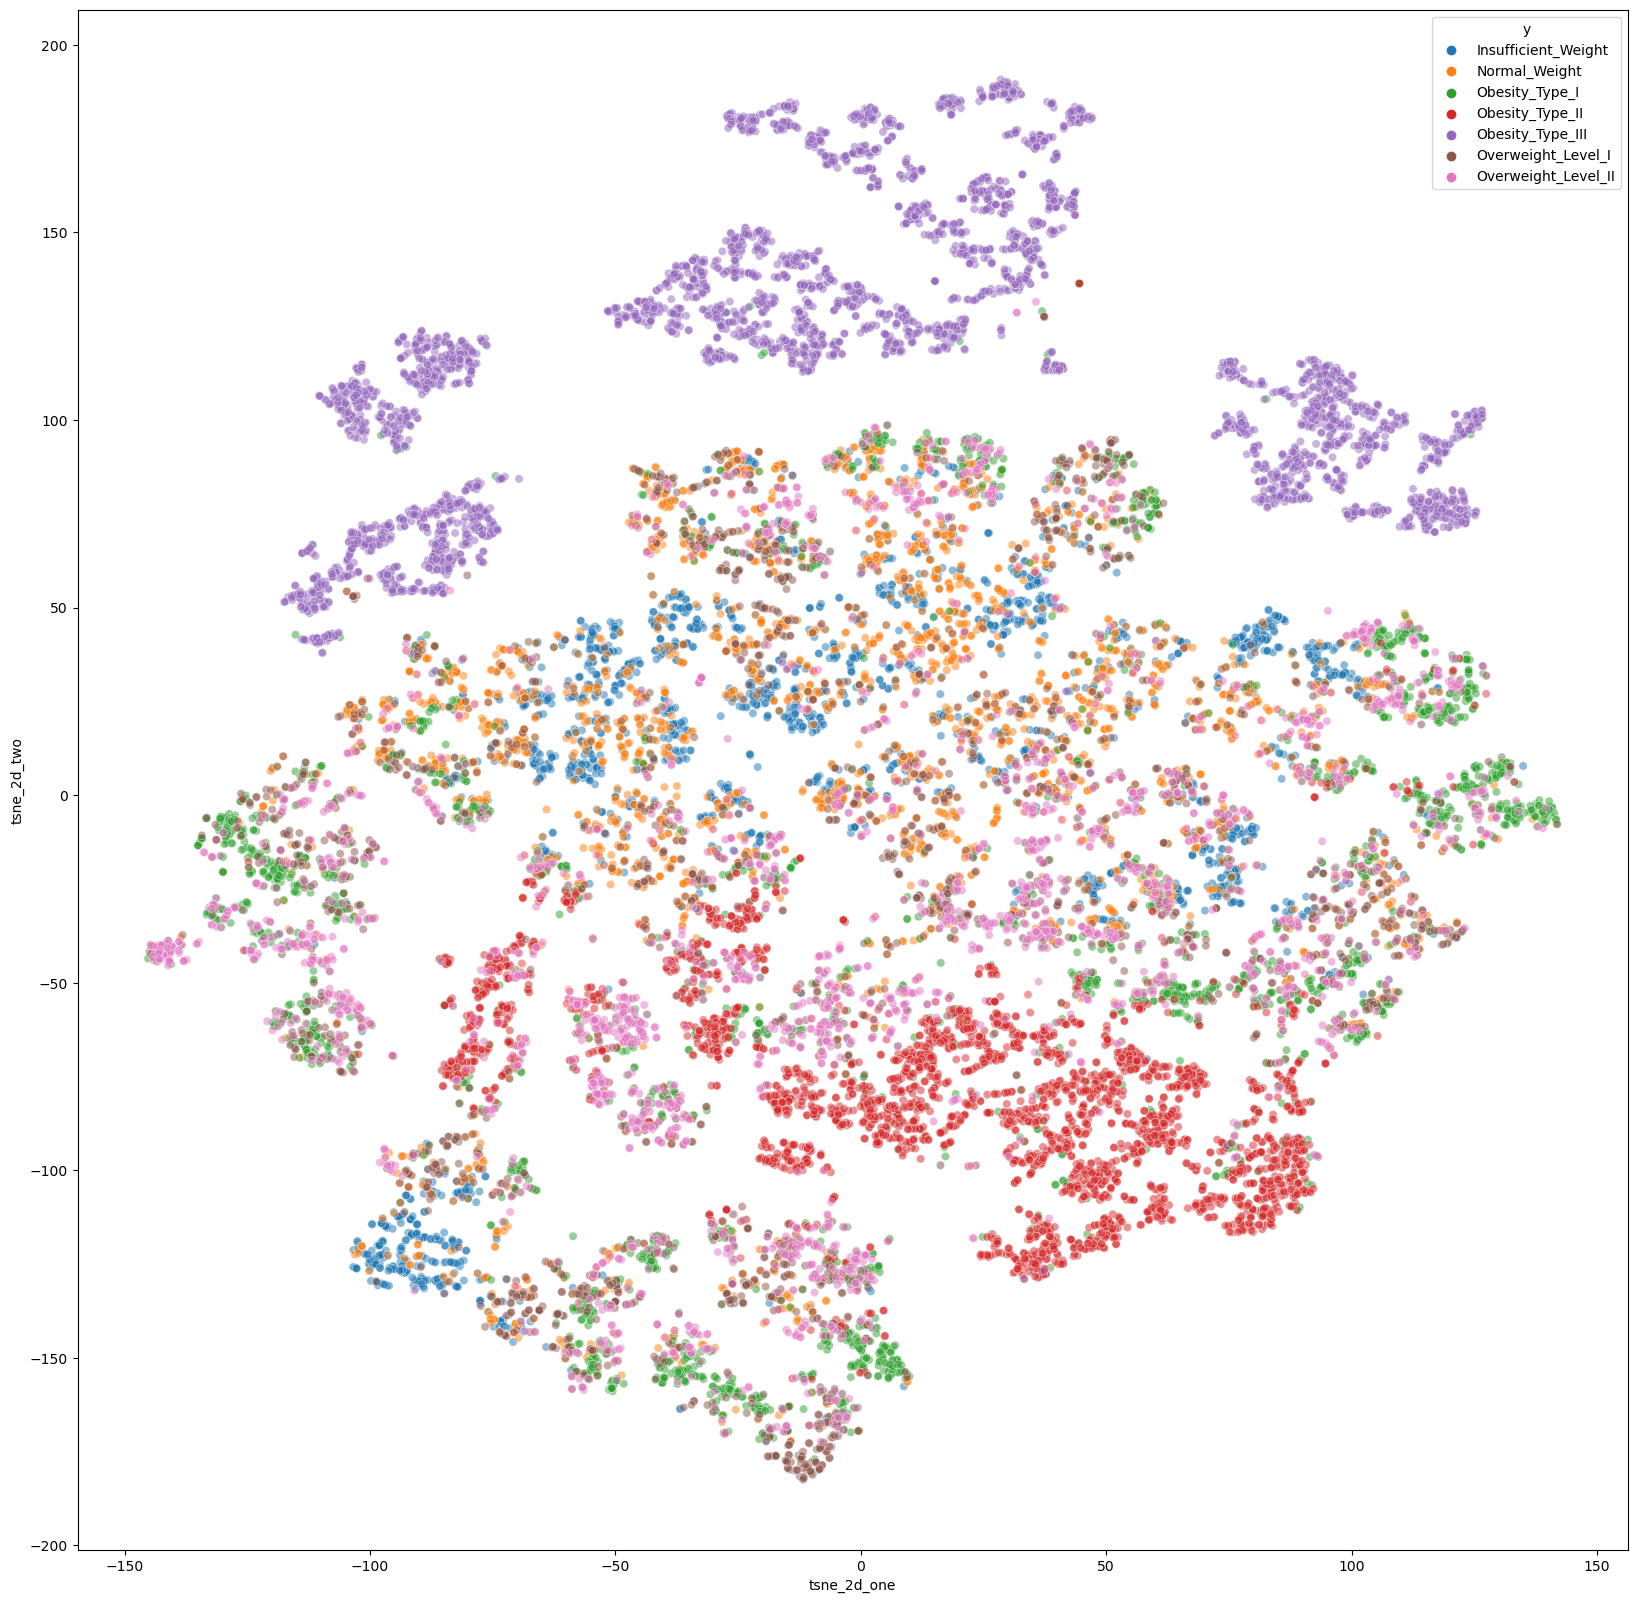 y
Insufficient_Weight
Normal_Weight
Obesity_Type_I
Obesity_Type_II
Obesity_Type_III
Overweight_Level_I
Overweight_Level_II
200
150
100
50
0
−50
−100
−150
−200
tsne_2d_two
−150 −100 −50 0 50 100 150
tsne_2d_one